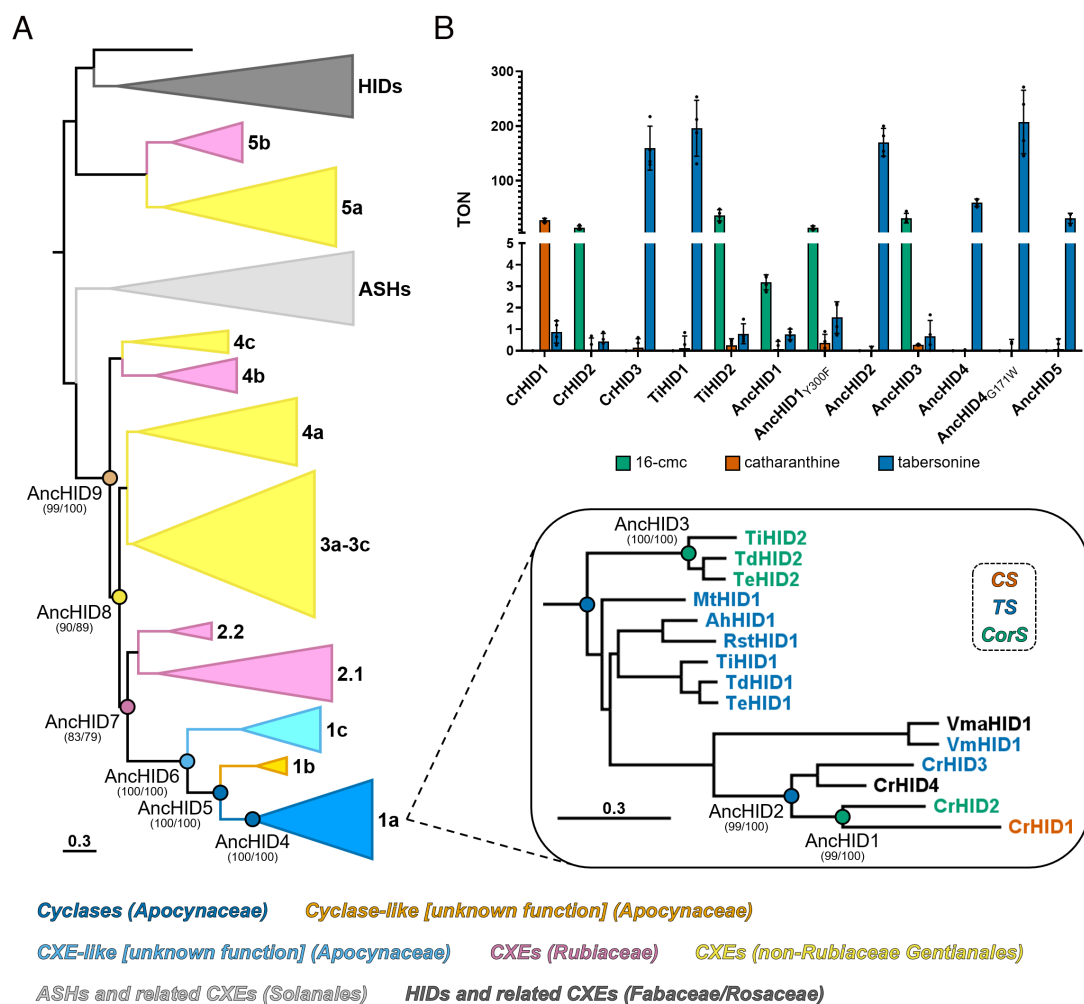 A
HIDs
5b
5a
ASHs
4c
4b
4a
AncHID9
(99/100)
3a-3c
AncHID8
(90/89)
2.2
2.1
AncHID7
(83/79)
1c
AncHID6
(100/100)
1b
AncHID5
(100/100)
1a
AncHID4
(100/100)
0.3
B
TON
300
200
100
5
4
3
2
1
0
CrHID1
CrHID2
CrHID3
TiHID1
TiHID2
AncHID1
AncHID1Y300F
AncHID2
AncHID3
AncHID4
AncHID4G171W
AncHID5
16-cmc catharanthine tabersonine
AncHID3
(100/100)
TiHID2
TdHID2
TeHID2
MtHID1
AhHID1
RstHID1
TiHID1
TdHID1
TeHID1
VmaHID1
VmHID1
CrHID3
CrHID4
AncHID2
(99/100)
CrHID2
CrHID1
AncHID1
(99/100)
0.3
CS
TS
CorS
Cyclases (Apocynaceae) Cyclase-like [unknown function] (Apocynaceae)
CXE-like [unknown function] (Apocynaceae) CXEs (Rubiaceae) CXEs (non-Rubiaceae Gentianales)
ASHs and related CXEs (Solanales) HIDs and related CXEs (Fabaceae/Rosaceae)